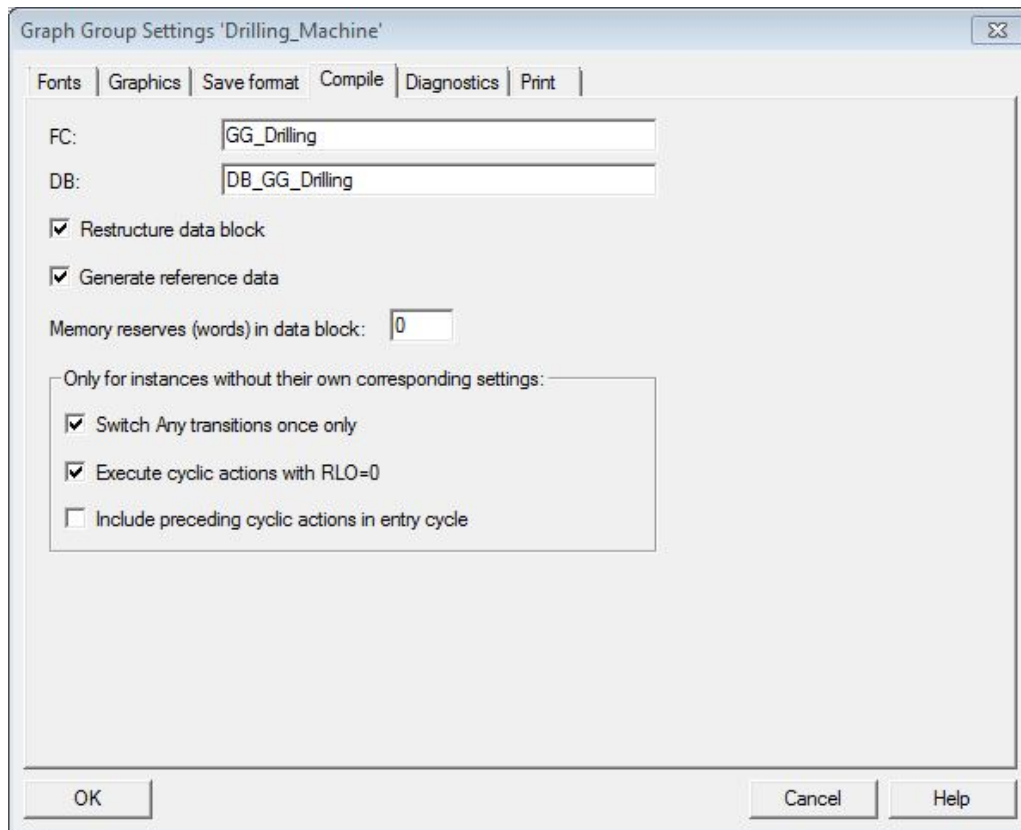 Graph Group Settings 'Drilling_Machine'
Fonts Graphics Save format Compile Diagnostics Print
FC: GG_Drilling
DB: DB_GG_Drilling
Restructure data block
Generate reference data
Memory reserves (words) in data block: 0
Only for instances without their own corresponding settings:
Switch Any transitions once only
Execute cyclic actions with RLO=0
Include preceding cyclic actions in entry cycle
OK Cancel Help